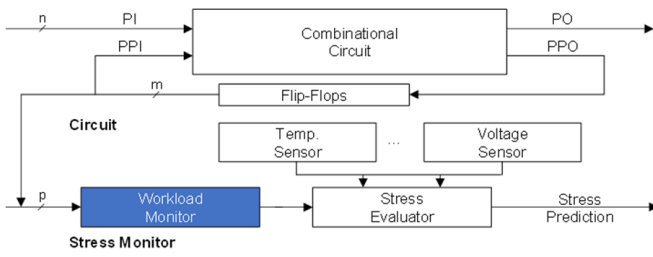 n
PI
Combinational
Circuit
PO
PPI
PPO
m
Flip-Flops
Circuit
Temp.
Sensor
...
Voltage
Sensor
p
Workload
Monitor
Stress
Evaluator
Stress
Prediction
Stress Monitor